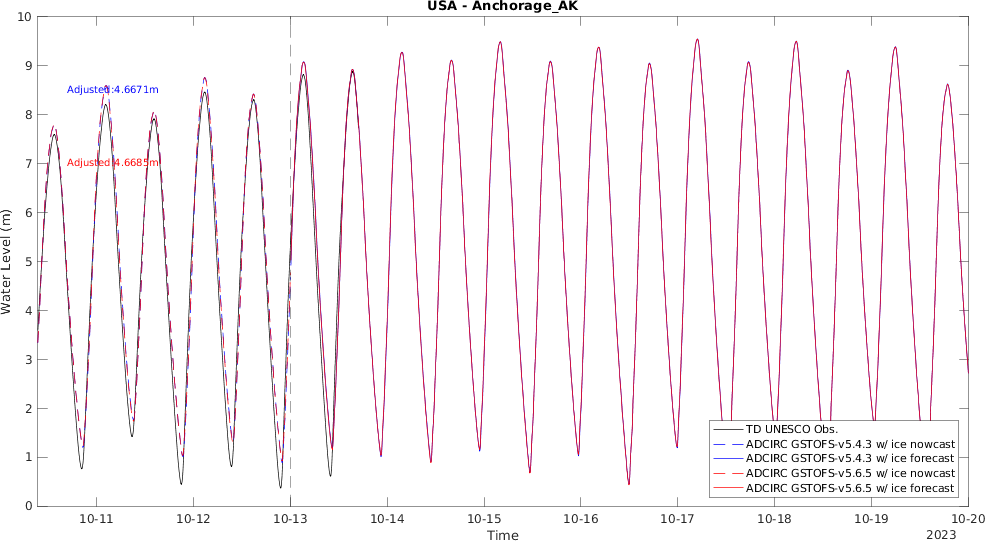 USA - Anchorage_AK
10
9
8
7
6
5
4
3
2
1
0
Water Level (m)
Adjusted:4.6671m
Adjusted:4.6685m
TD UNESCO Obs.
ADCIRC GSTOFS-v5.4.3 w/ ice nowcast
ADCIRC GSTOFS-v5.4.3 w/ ice forecast
ADCIRC GSTOFS-v5.6.5 w/ ice nowcast
ADCIRC GSTOFS-v5.6.5 w/ ice forecast
10-11 10-12 10-13 10-14 10-15 10-16 10-17 10-18 10-19 10-20
2023
Time